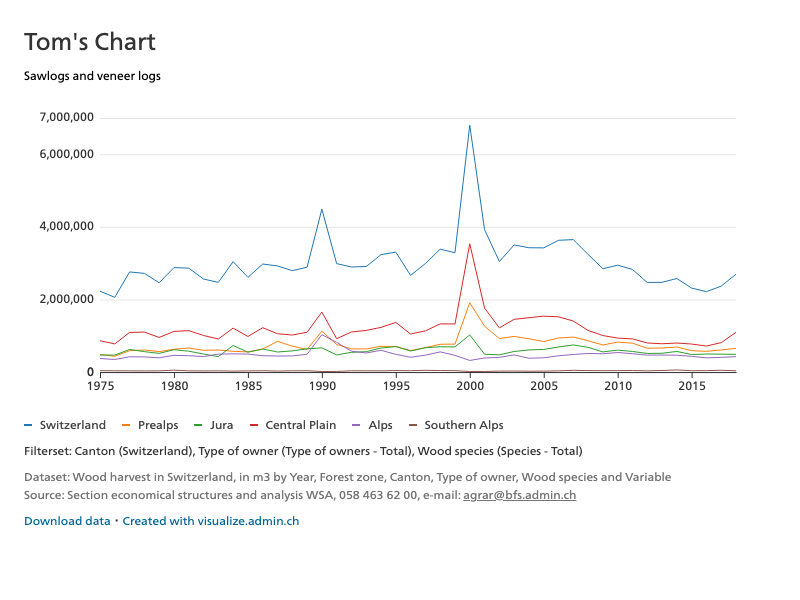 Tom's Chart
Sawlogs and veneer logs
7,000,000
6,000,000
4,000,000
2,000,000
0
1975 1980 1985 1990 1995 2000 2005 2010 2015
Switzerland Prealps Jura Central Plain Alps Southern Alps
Filterset: Canton (Switzerland), Type of owner (Type of owners - Total), Wood species (Species - Total)
Dataset: Wood harvest in Switzerland, in m3 by Year, Forest zone, Canton, Type of owner, Wood species and Variable
Source: Section economical structures and analysis WSA, 058 463 62 00, e-mail: agrar@bfs.admin.ch
Download data • Created with visualize.admin.ch